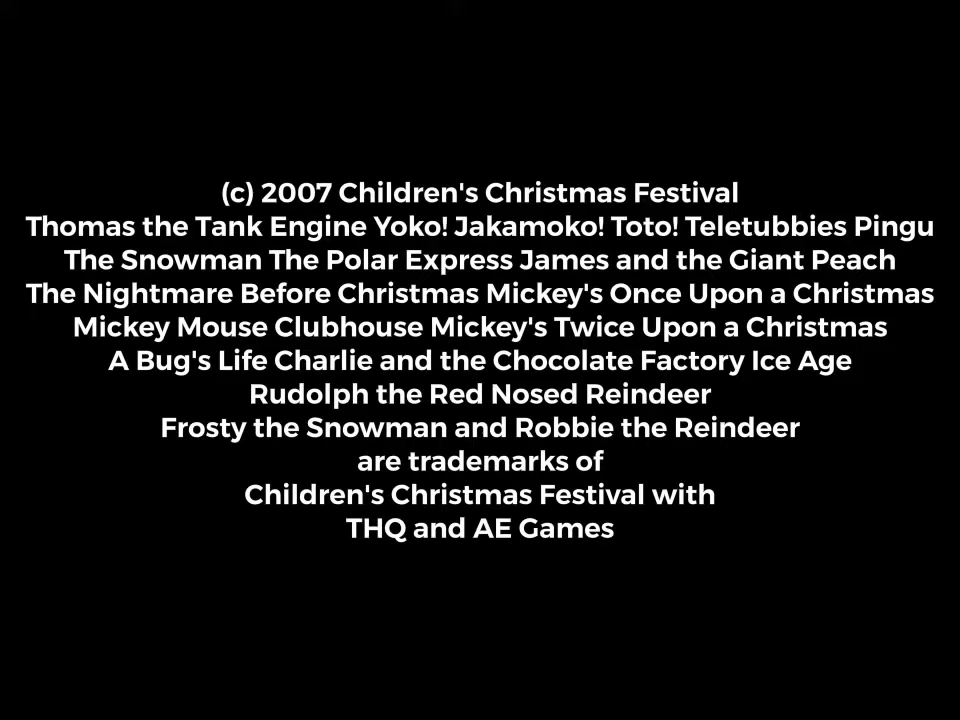 (c) 2007 Children's Christmas Festival
Thomas the Tank Engine Yoko! Jakamoko! Toto! Teletubbies Pingu
The Snowman The Polar Express James and the Giant Peach
The Nightmare Before Christmas Mickey's Once Upon a Christmas
Mickey Mouse Clubhouse Mickey's Twice Upon a Christmas
A Bug's Life Charlie and the Chocolate Factory Ice Age
Rudolph the Red Nosed Reindeer
Frosty the Snowman and Robbie the Reindeer
are trademarks of
Children's Christmas Festival with
THQ and AE Games